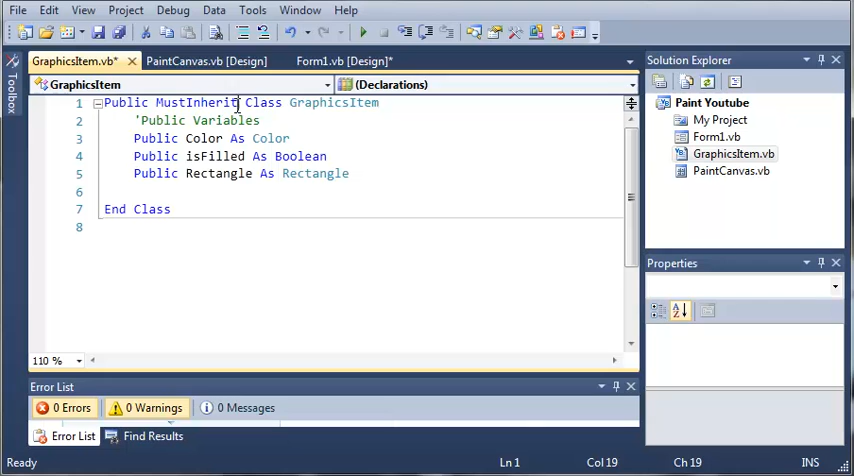 File Edit View Project Debug Data Tools Window Help
GraphicsItem.vb* PaintCanvas.vb [Design] Form1.vb [Design]*
GraphicsItem (Declarations)
1 Public MustInherit Class GraphicsItem
2 'Public Variables
3 Public Color As Color
4 Public isFilled As Boolean
5 Public Rectangle As Rectangle
6
7 End Class
8
110 %
Toolbox
Error List
0 Errors 0 Warnings 0 Messages
Error List Find Results
Solution Explorer
Paint Youtube
My Project
Form1.vb
GraphicsItem.vb
PaintCanvas.vb
Properties
Ready Ln 1 Col 19 Ch 19 INS